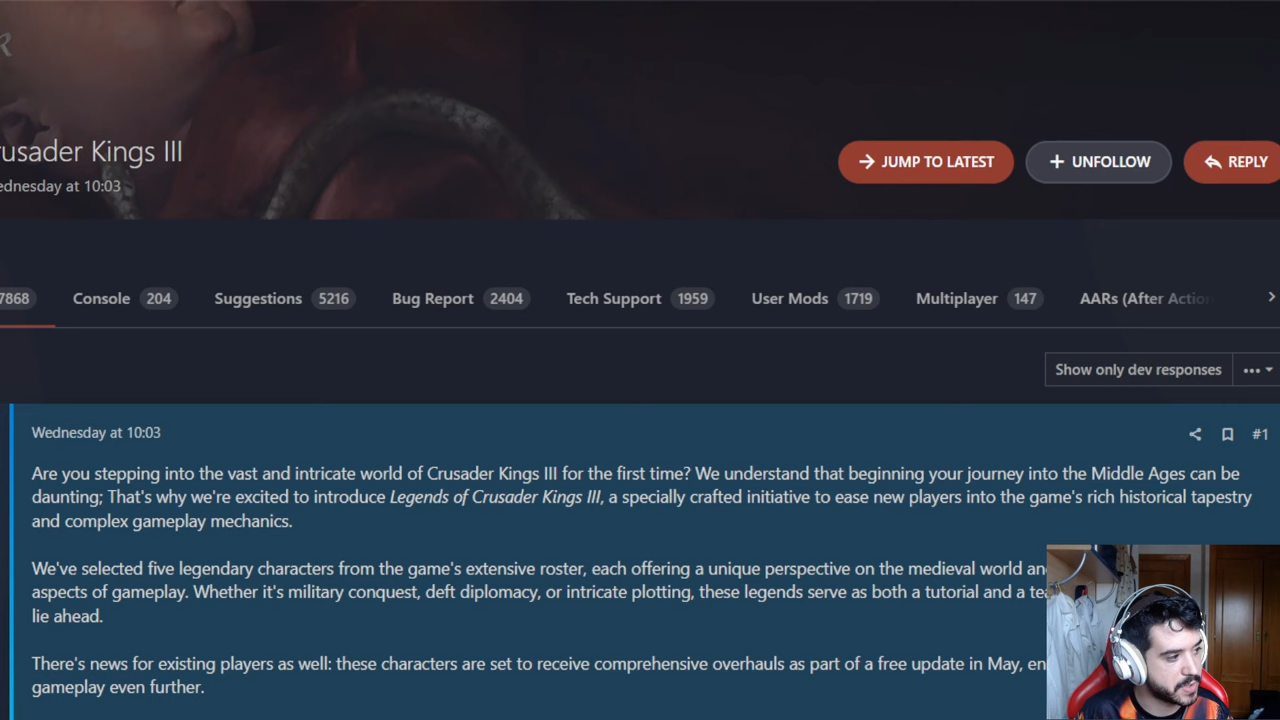 rusader Kings III
ednesday at 10:03
JUMP TO LATEST
UNFOLLOW
REPLY
7868
Console 204
Suggestions 5216
Bug Report 2404
Tech Support 1959
User Mods 1719
Multiplayer 147
AARs (After Actio
Show only dev responses
Wednesday at 10:03
#1
Are you stepping into the vast and intricate world of Crusader Kings III for the first time? We understand that beginning your journey into the Middle Ages can be
daunting; That's why we're excited to introduce Legends of Crusader Kings III, a specially crafted initiative to ease new players into the game's rich historical tapestry
and complex gameplay mechanics.
We've selected five legendary characters from the game's extensive roster, each offering a unique perspective on the medieval world an
aspects of gameplay. Whether it's military conquest, deft diplomacy, or intricate plotting, these legends serve as both a tutorial and a tea
lie ahead.
There's news for existing players as well: these characters are set to receive comprehensive overhauls as part of a free update in May, en
gameplay even further.